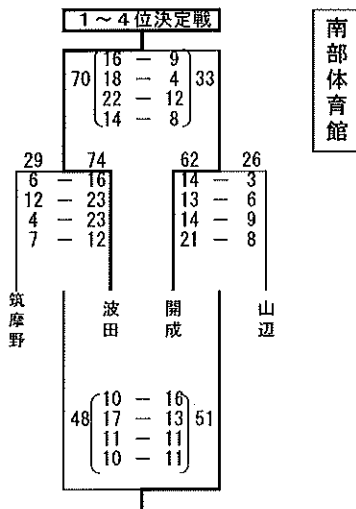 1～4位決定戦
南部体育館
70 16 － 9 33
18 － 4
22 － 12
14 － 8
29 74 62 26
6 － 16 14 － 3
12 － 23 13 － 6
4 － 23 14 － 9
7 － 12 21 － 8
筑摩野 波田 開成 山辺
48 10 － 16 51
17 － 13
11 － 11
10 － 11